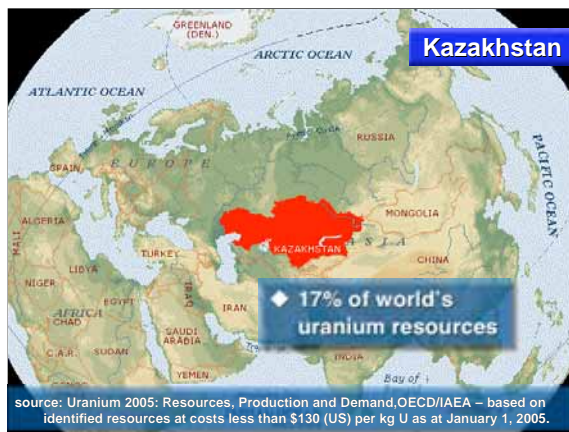 GREENLAND
(DEN.)
Kazakhstan
ARCTIC OCEAN
ATLANTIC OCEAN
RUSSIA
PACIFIC OCEAN
EUROPE
SPAIN
MONGOLIA
ALGERIA
KAZAKHSTAN
ASIA
TURKEY
CHINA
MALI
LIBYA
IRAQ
NIGER
EGYPT
IRAN
◆ 17% of world's
uranium resources
AFRICA
CHAD
SAUDI
ARABIA
C.A.R.
SUDAN
INDIA
YEMEN
Bay of
source: Uranium 2005: Resources, Production and Demand,OECD/IAEA – based on
identified resources at costs less than $130 (US) per kg U as at January 1, 2005.